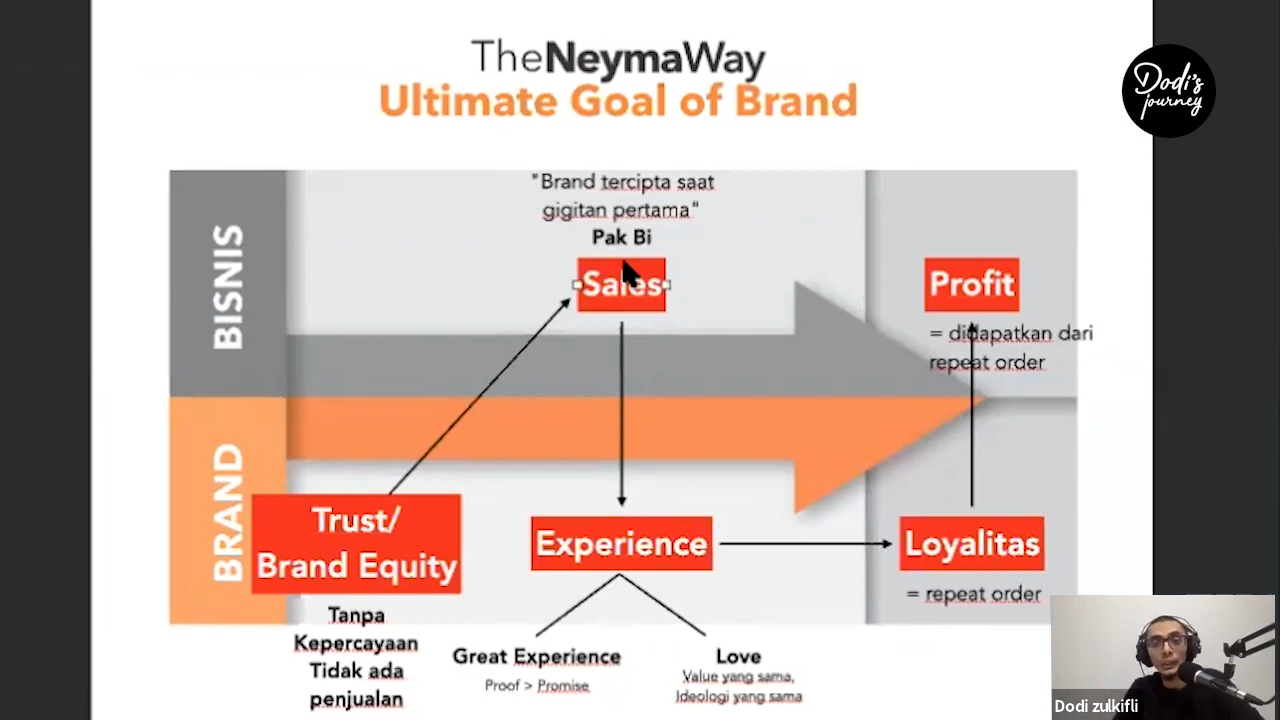 TheNeymaWay
Ultimate Goal of Brand
Dodi's
journey
BISNIS
"Brand tercipta saat
gigitan pertama"
Pak Bi
Sales
Profit
= didapatkan dari
repeat order
BRAND
Trust/
Brand Equity
Experience
Loyalitas
= repeat order
Tanpa
Kepercayaan
Tidak ada
penjualan
Great Experience
Proof > Promise
Love
Value yang sama,
Ideologi yang sama
Dodi zulkifli